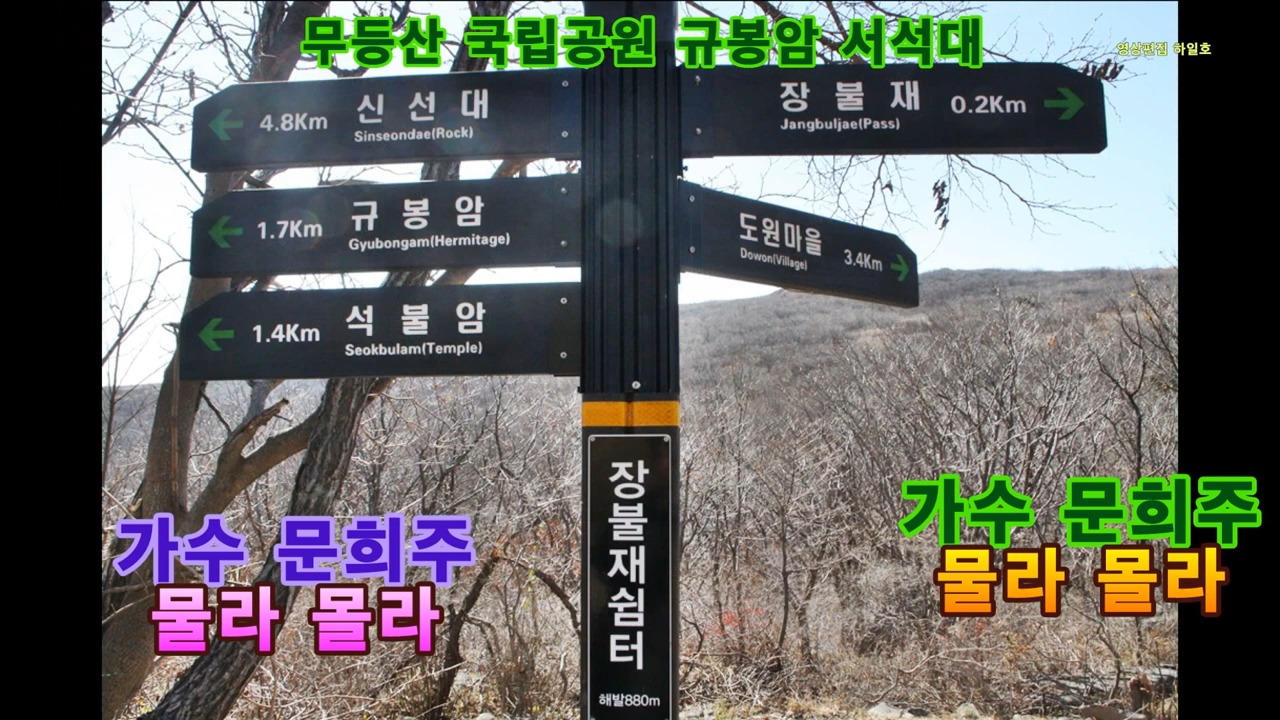 무등산 국립공원 규봉암 서석대
영상편집 하일호
4.8Km 신선대
Sinseondae(Rock)
장불재 0.2Km
Jangbuljae(Pass)
1.7Km 규봉암
Gyubongam(Hermitage)
도원마을 3.4Km
Dowon(Village)
1.4Km 석불암
Seokbulam(Temple)
장불재쉼터
해발880m
가수 문희주
물라 몰라
가수 문희주
물라 몰라